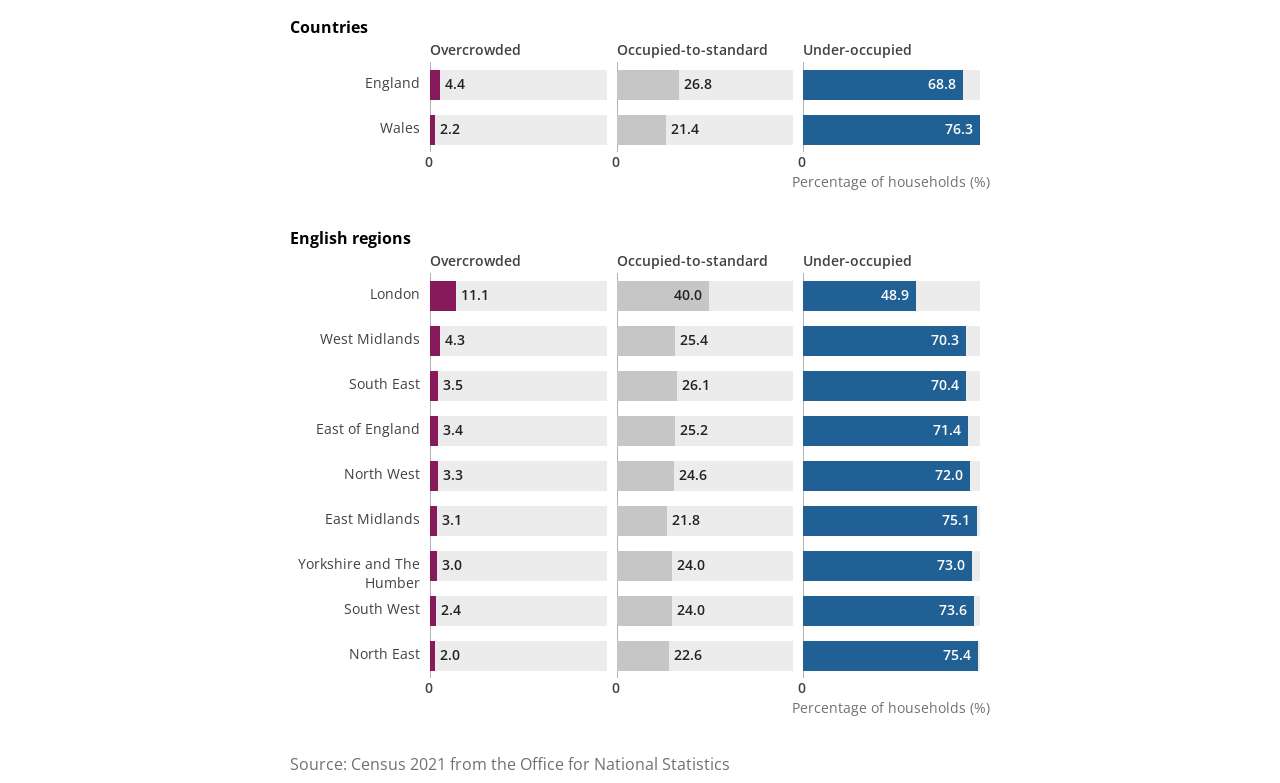 Countries
Overcrowded Occupied-to-standard Under-occupied
England 4.4 26.8 68.8
Wales 2.2 21.4 76.3
0 0 0
Percentage of households (%)
English regions
Overcrowded Occupied-to-standard Under-occupied
London 11.1 40.0 48.9
West Midlands 4.3 25.4 70.3
South East 3.5 26.1 70.4
East of England 3.4 25.2 71.4
North West 3.3 24.6 72.0
East Midlands 3.1 21.8 75.1
Yorkshire and The 3.0 24.0 73.0
Humber
South West 2.4 24.0 73.6
North East 2.0 22.6 75.4
0 0 0
Percentage of households (%)
Source: Census 2021 from the Office for National Statistics